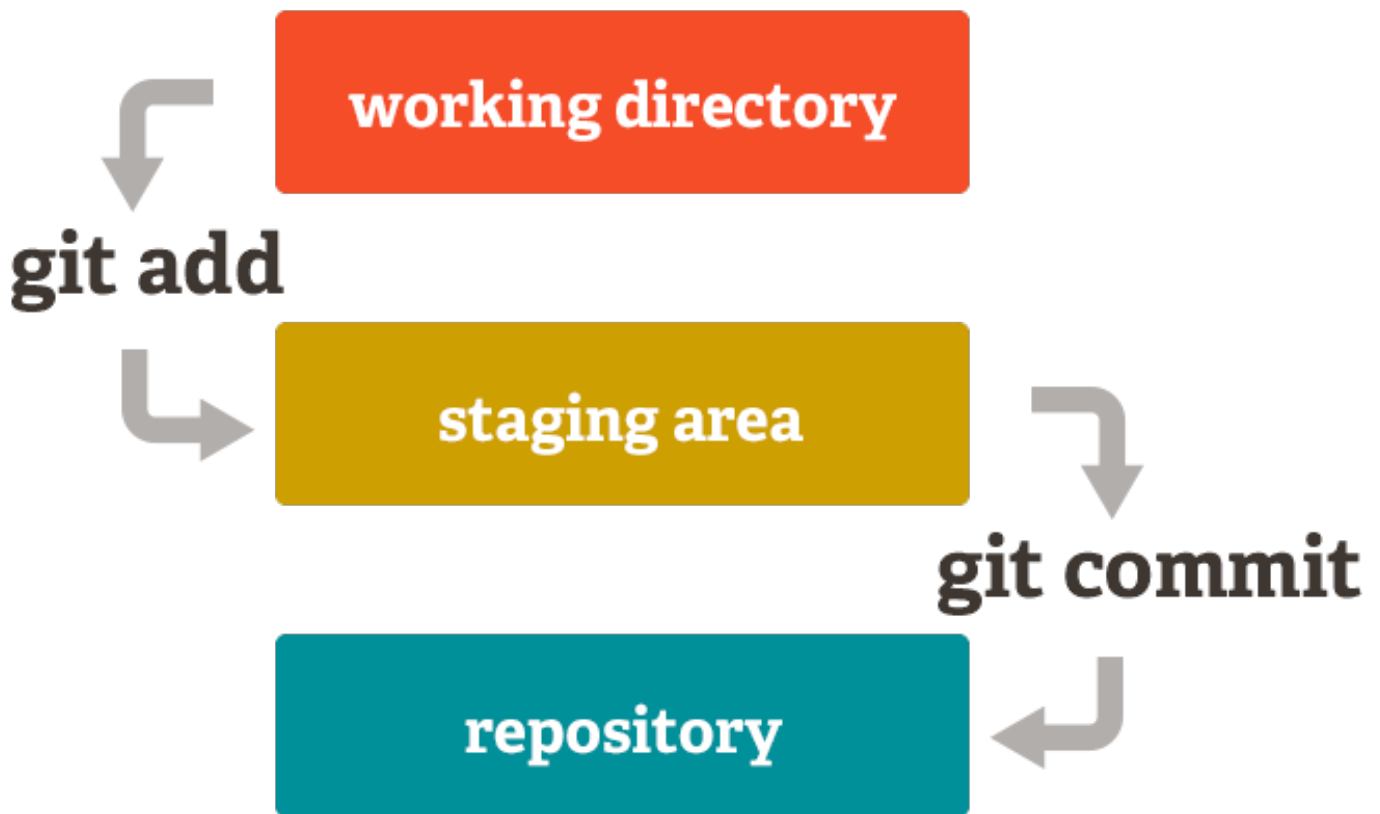 working directory
git add
staging area
git commit
repository